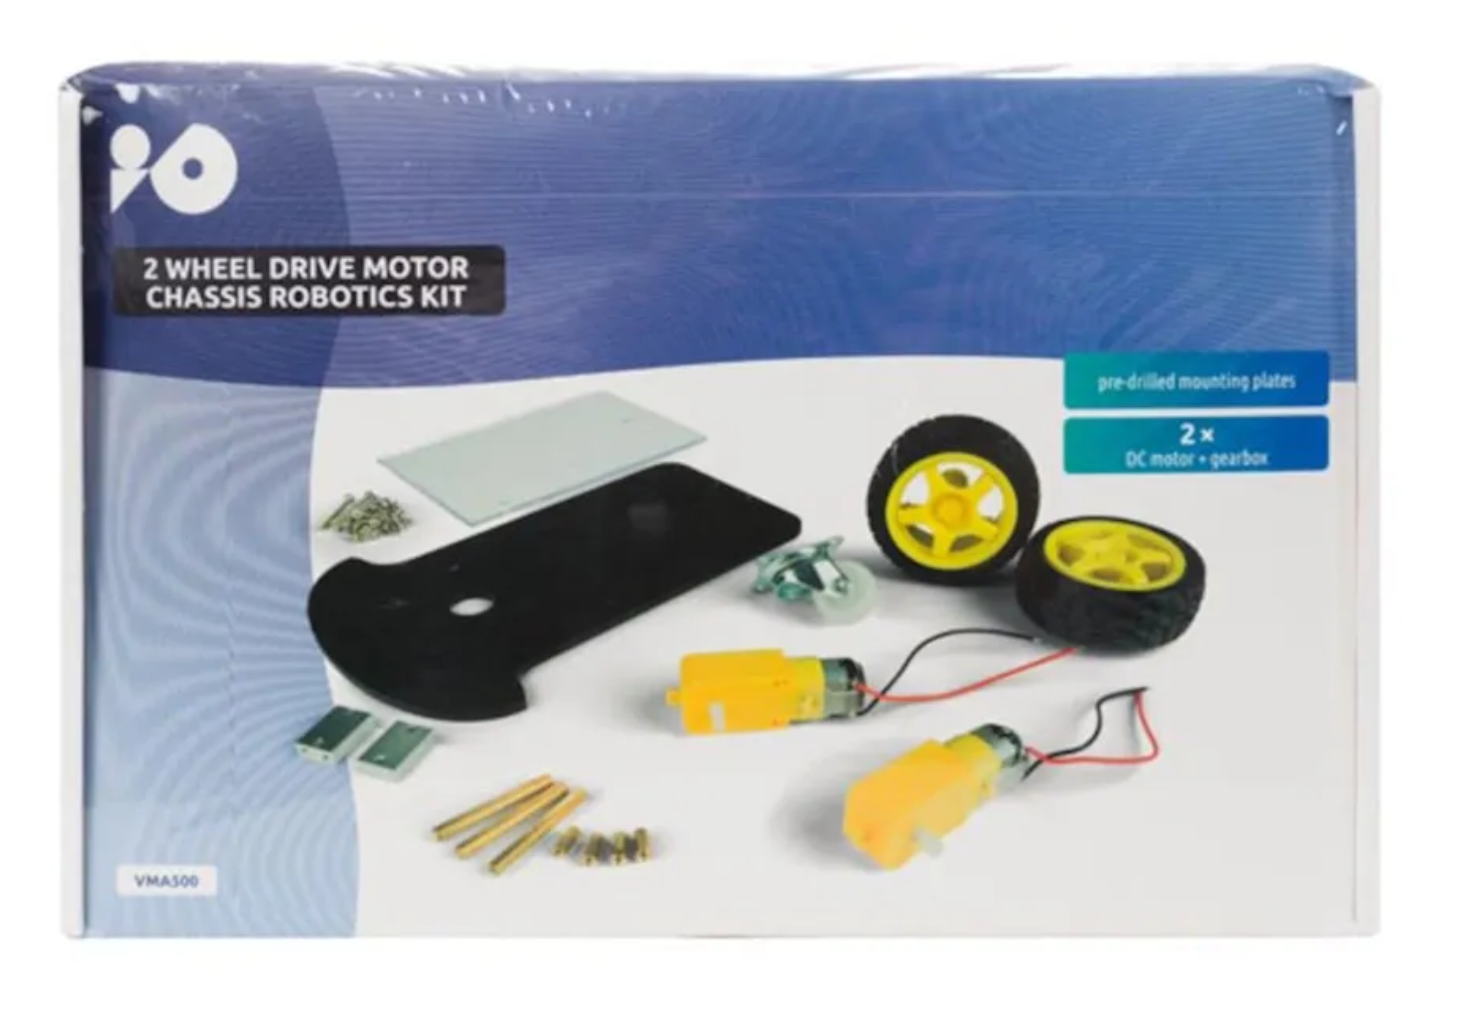 2 WHEEL DRIVE MOTOR
CHASSIS ROBOTICS KIT
pre-drilled mounting plates
2 x
DC motor + gearbox
VMA500